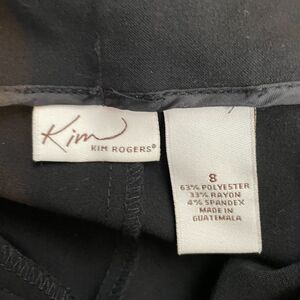 Kim
KIM ROGERS®
8
63% POLYESTER
33% RAYON
4% SPANDEX
MADE IN
GUATEMALA